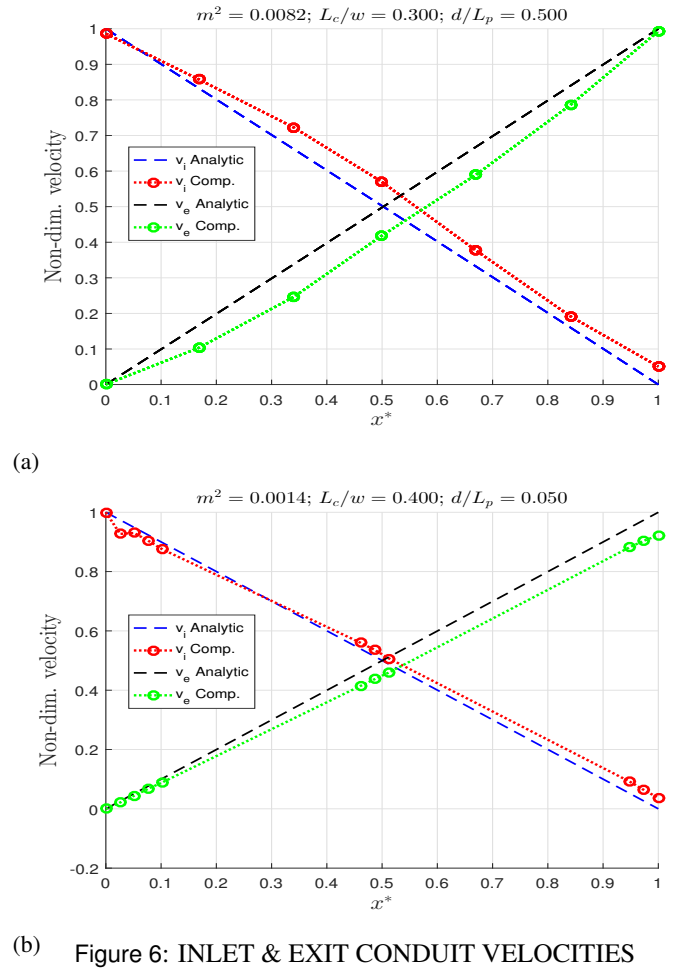 m² = 0.0082; L_c/w = 0.300; d/L_p = 0.500
1
0.9
0.8
0.7
0.6
0.5
0.4
0.3
0.2
0.1
0
Non-dim. velocity
v_i Analytic
v_i Comp.
v_e Analytic
v_e Comp.
0 0.1 0.2 0.3 0.4 0.5 0.6 0.7 0.8 0.9 1
x*
(a)
m² = 0.0014; L_c/w = 0.400; d/L_p = 0.050
1
0.8
0.6
0.4
0.2
0
-0.2
Non-dim. velocity
v_i Analytic
v_i Comp.
v_e Analytic
v_e Comp.
0 0.1 0.2 0.3 0.4 0.5 0.6 0.7 0.8 0.9 1
x*
(b) Figure 6: INLET & EXIT CONDUIT VELOCITIES